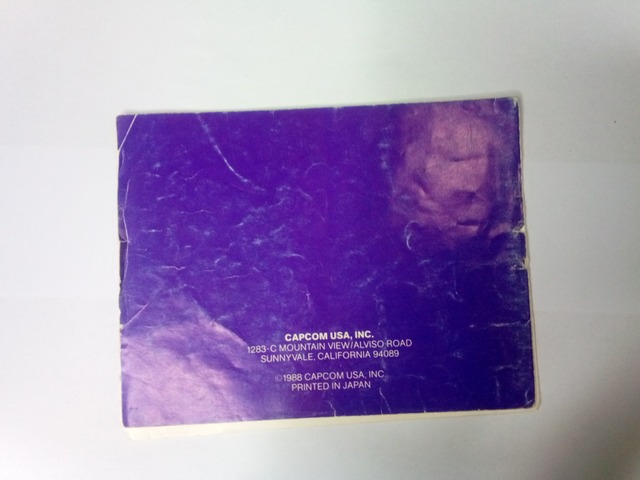 CAPCOM USA, INC.
1283-C MOUNTAIN VIEW/ALVISO ROAD
SUNNYVALE, CALIFORNIA 94089
©1988 CAPCOM USA, INC
PRINTED IN JAPAN